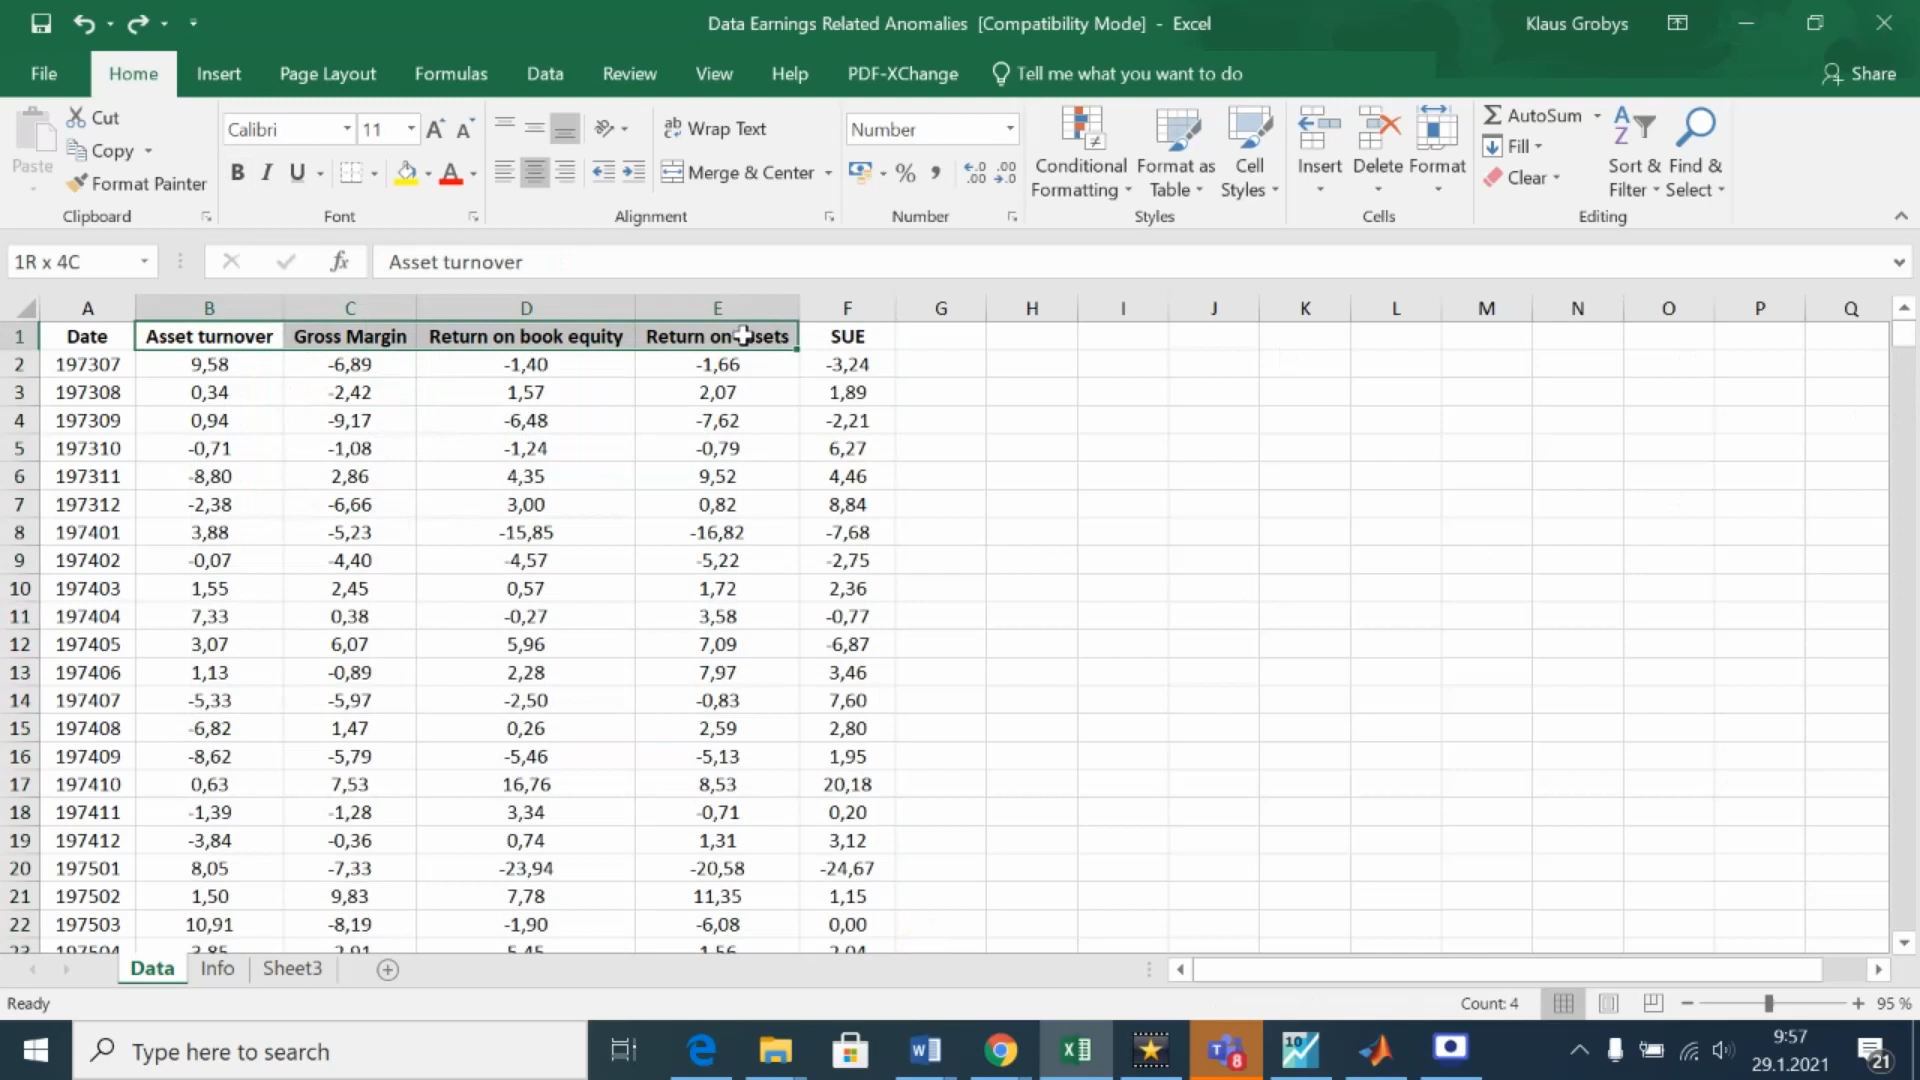 Data Earnings Related Anomalies [Compatibility Mode] - Excel
Klaus Grobys
File Home Insert Page Layout Formulas Data Review View Help PDF-XChange Tell me what you want to do Share
Paste
Cut
Copy
Format Painter
Clipboard
Calibri 11
B I U
Font
Wrap Text
Merge & Center
Alignment
Number
Number
Conditional Formatting
Format as Table
Cell Styles
Styles
Insert Delete Format
Cells
AutoSum
Fill
Clear
Sort & Filter
Find & Select
Editing
1R x 4C fx Asset turnover
A B C D E F G H I J K L M N O P Q
1 Date Asset turnover Gross Margin Return on book equity Return on SUE
2 197307 9,58 -6,89 -1,40 -1,66 -3,24
3 197308 0,34 -2,42 1,57 2,07 1,89
4 197309 0,94 -9,17 -6,48 -7,62 -2,21
5 197310 -0,71 -1,08 -1,24 -0,79 6,27
6 197311 -8,80 2,86 4,35 9,52 4,46
7 197312 -2,38 -6,66 3,00 0,82 8,84
8 197401 3,88 -5,23 -15,85 -16,82 -7,68
9 197402 -0,07 -4,40 -4,57 -5,22 -2,75
10 197403 1,55 2,45 0,57 1,72 2,36
11 197404 7,33 0,38 -0,27 3,58 -0,77
12 197405 3,07 6,07 5,96 7,09 -6,87
13 197406 1,13 -0,89 2,28 7,97 3,46
14 197407 -5,33 -5,97 -2,50 -0,83 7,60
15 197408 -6,82 1,47 0,26 2,59 2,80
16 197409 -8,62 -5,79 -5,46 -5,13 1,95
17 197410 0,63 7,53 16,76 8,53 20,18
18 197411 -1,39 -1,28 3,34 -0,71 0,20
19 197412 -3,84 -0,36 0,74 1,31 3,12
20 197501 8,05 -7,33 -23,94 -20,58 -24,67
21 197502 1,50 9,83 7,78 11,35 1,15
22 197503 10,91 -8,19 -1,90 -6,08 0,00
Data Info Sheet3
Ready Count: 4 95 %
Type here to search
9:57
29.1.2021
21